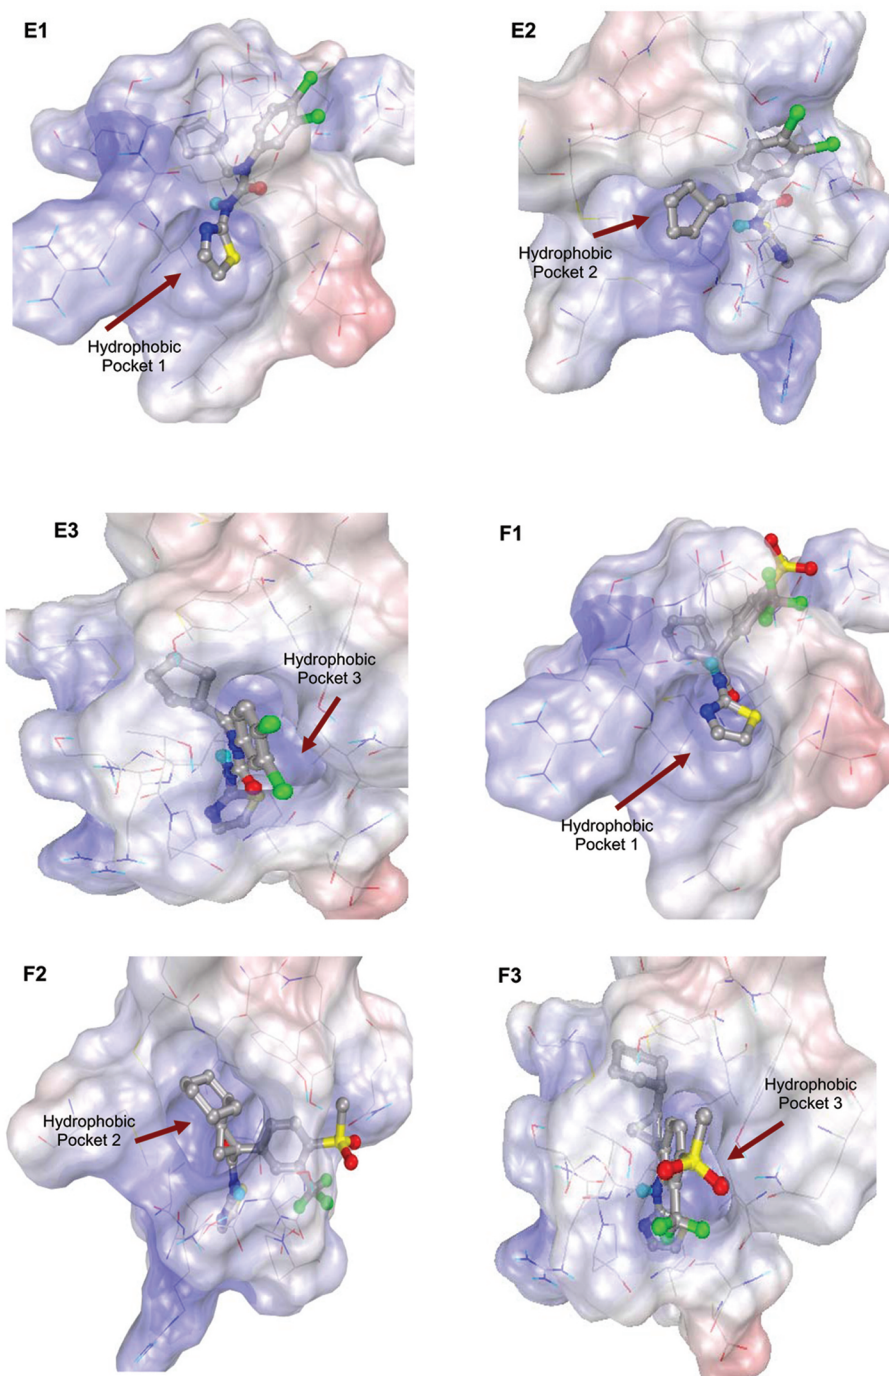 E1
E2
Hydrophobic
Pocket 1
Hydrophobic
Pocket 2
E3
F1
Hydrophobic
Pocket 3
Hydrophobic
Pocket 1
F2
F3
Hydrophobic
Pocket 2
Hydrophobic
Pocket 3